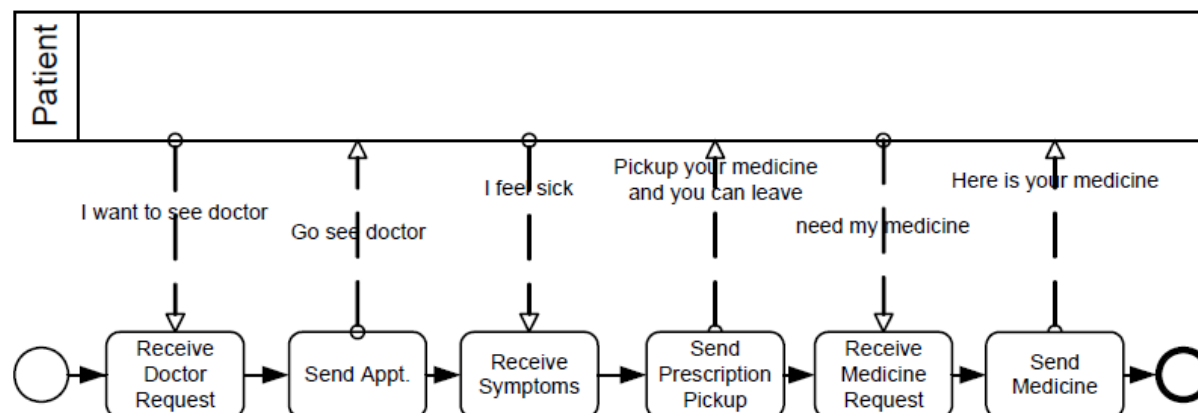 Patient
I want to see doctor
Go see doctor
I feel sick
Pickup your medicine
and you can leave
need my medicine
Here is your medicine
Receive
Doctor
Request
Send Appt.
Receive
Symptoms
Send
Prescription
Pickup
Receive
Medicine
Request
Send
Medicine